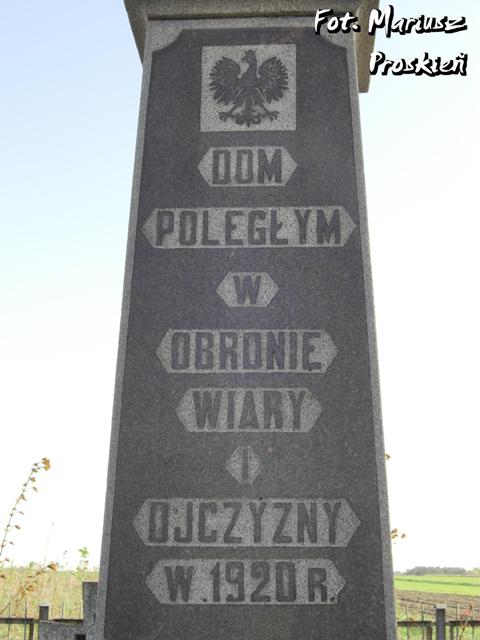 Fot. Mariusz
Proskień
DOM
POLEGŁYM
W
OBRONIE
WIARY
I
OJCZYZNY
W. 1920 R.